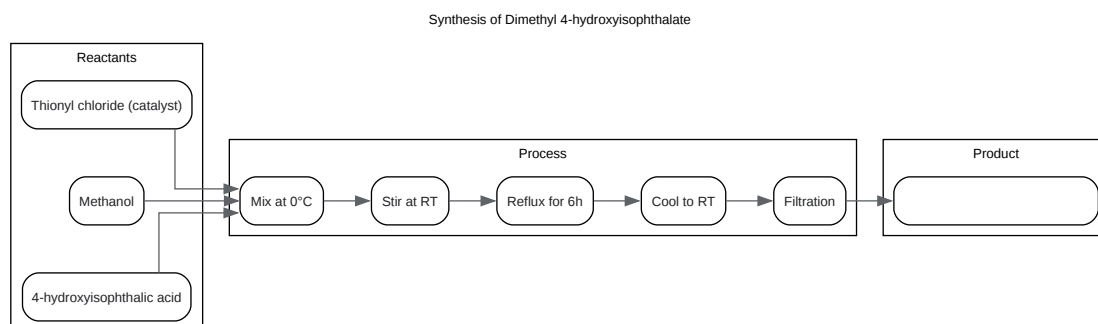 Synthesis of Dimethyl 4-hydroxyisophthalate
Reactants
Thionyl chloride (catalyst)
Methanol
4-hydroxyisophthalic acid
Process
Mix at 0°C
Stir at RT
Reflux for 6h
Cool to RT
Filtration
Product